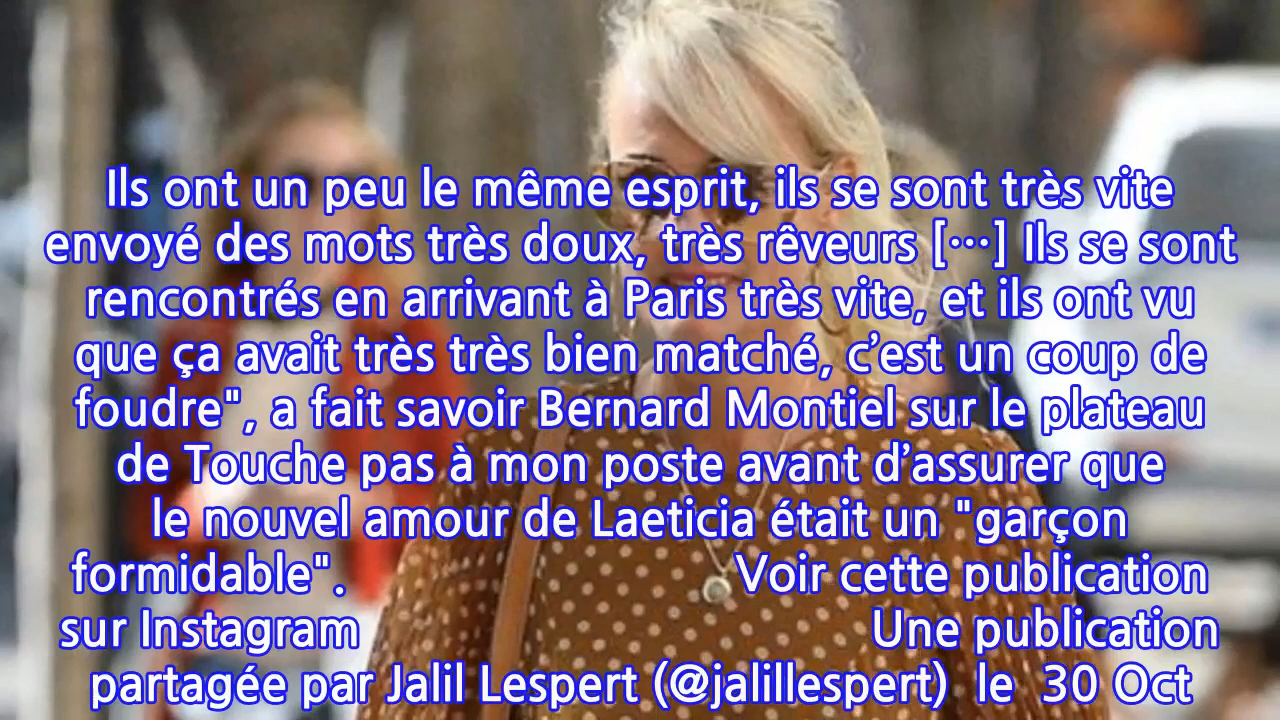 Ils ont un peu le même esprit, ils se sont très vite
envoyé des mots très doux, très rêveurs […] Ils se sont
rencontrés en arrivant à Paris très vite, et ils ont vu
que ça avait très très bien matché, c’est un coup de
foudre", a fait savoir Bernard Montiel sur le plateau
de Touche pas à mon poste avant d’assurer que
le nouvel amour de Laeticia était un "garçon
formidable". Voir cette publication
sur Instagram Une publication
partagée par Jalil Lespert (@jalillespert) le 30 Oct